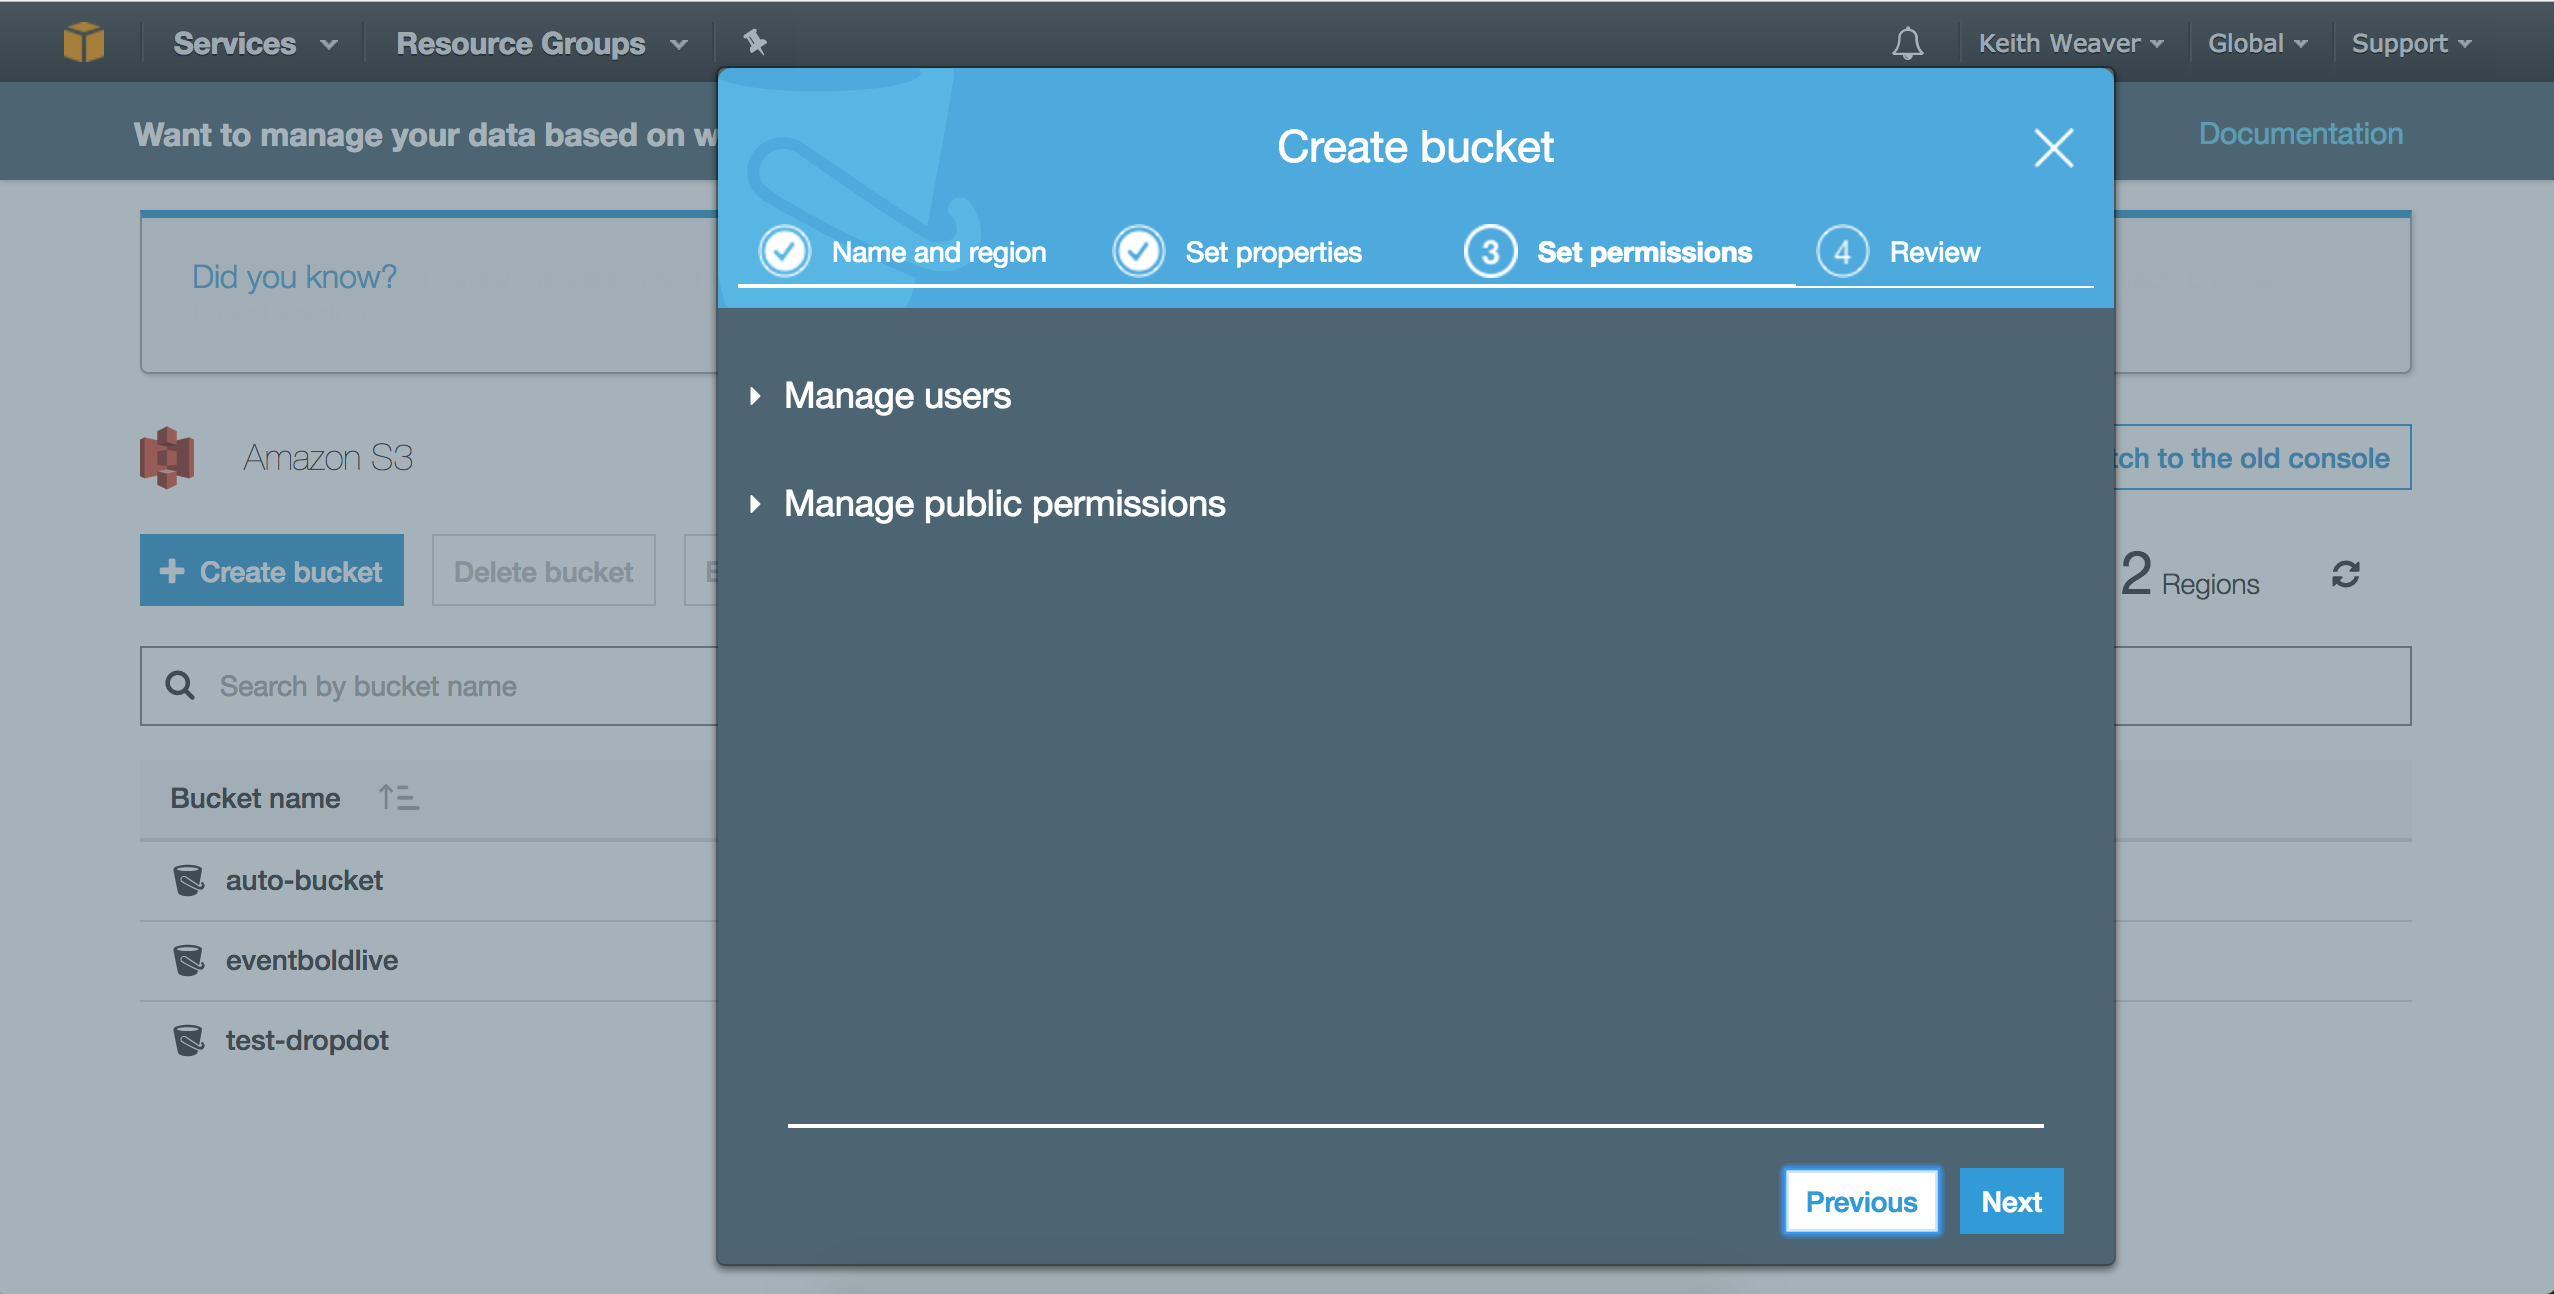 Services
Resource Groups
Keith Weaver
Global
Support
Want to manage your data based on
Documentation
Did you know?
Amazon S3
to the old console
Create bucket
Delete bucket
2 Regions
Search by bucket name
Bucket name
auto-bucket
eventboldlive
test-dropdot
Create bucket
Name and region
Set properties
3 Set permissions
4 Review
Manage users
Manage public permissions
Previous
Next